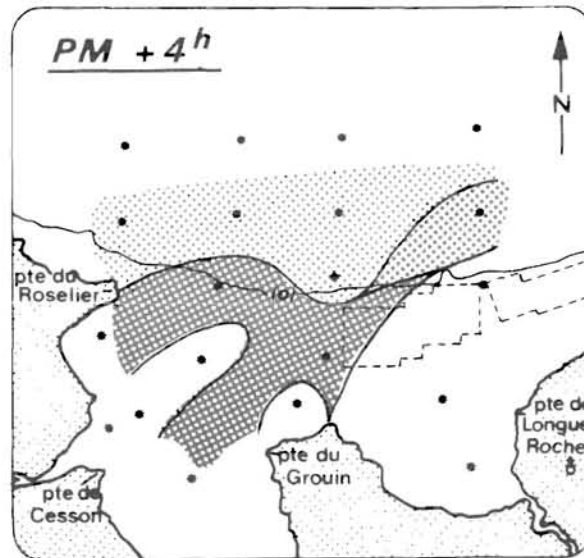 PM + 4h
N
pte du
Roselier
(o)
pte de
Longue
Roche
pte du
Grouin
pte de
Cesson